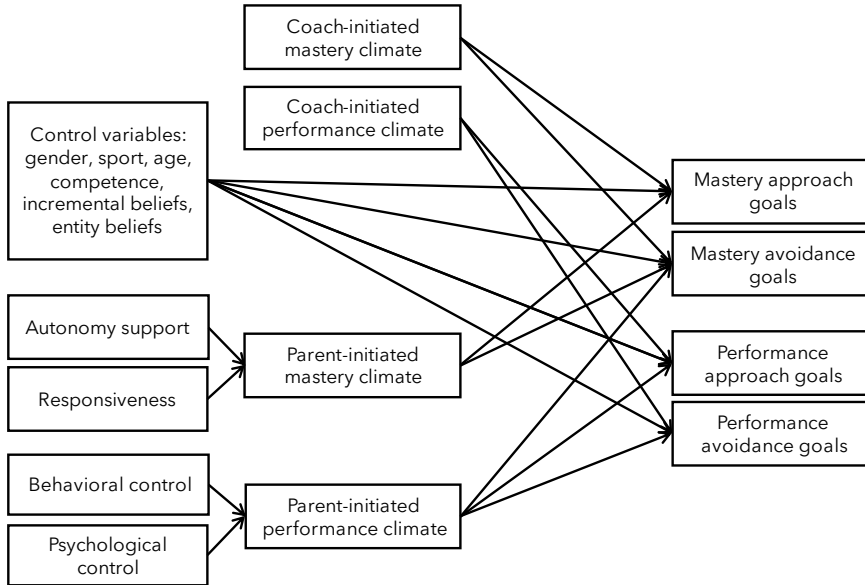 Coach-initiated
mastery climate
Coach-initiated
performance climate
Control variables:
gender, sport, age,
competence,
incremental beliefs,
entity beliefs
Mastery approach
goals
Mastery avoidance
goals
Autonomy support
Responsiveness
Parent-initiated
mastery climate
Performance
approach goals
Performance
avoidance goals
Behavioral control
Psychological
control
Parent-initiated
performance climate